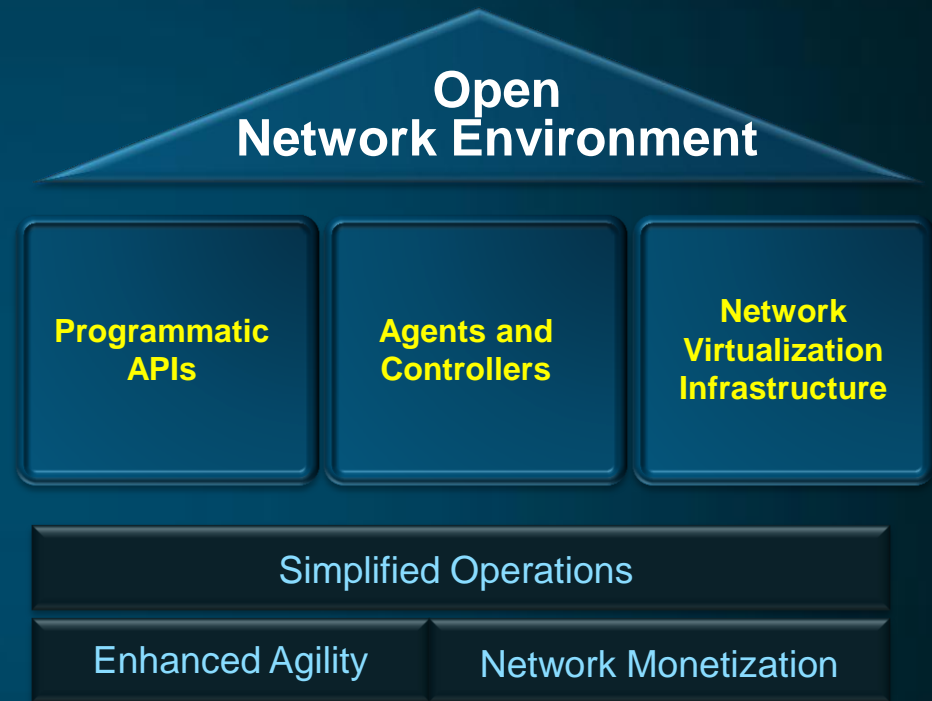 Open
Network Environment
Programmatic
APIs
Agents and
Controllers
Network
Virtualization
Infrastructure
Simplified Operations
Enhanced Agility
Network Monetization